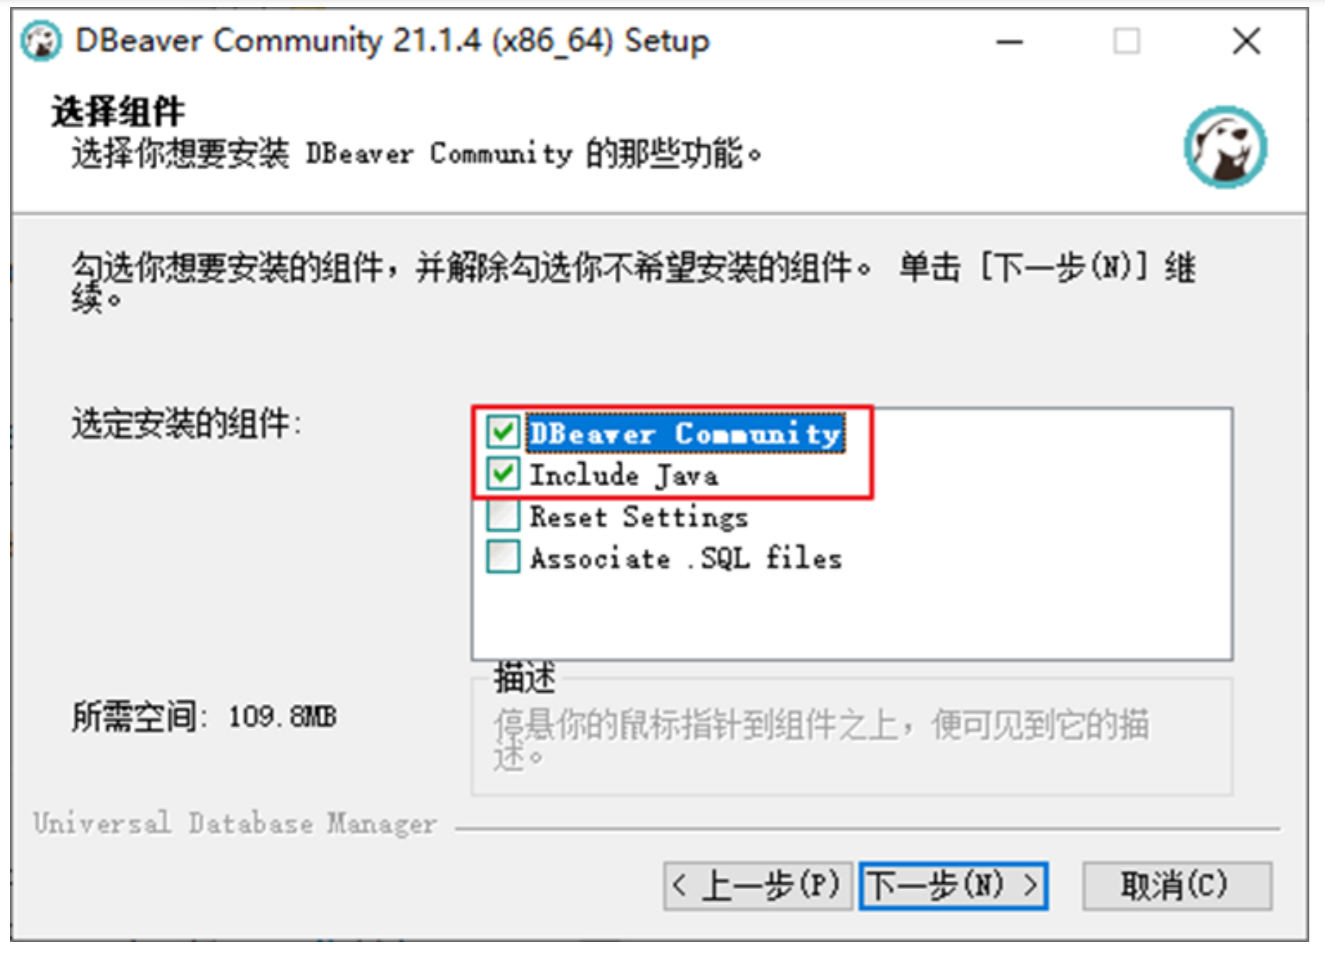 DBeaver Community 21.1.4 (x86_64) Setup
选择组件
选择你想要安装 DBeaver Community 的那些功能。
勾选你想要安装的组件，并解除勾选你不希望安装的组件。 单击 [下一步(N)] 继
续。
选定安装的组件:
DBeaver Community
Include Java
Reset Settings
Associate .SQL files
描述
停悬你的鼠标指针到组件之上，便可见到它的描
述。
所需空间: 109.8MB
Universal Database Manager
< 上一步(P)
下一步(N) >
取消(C)